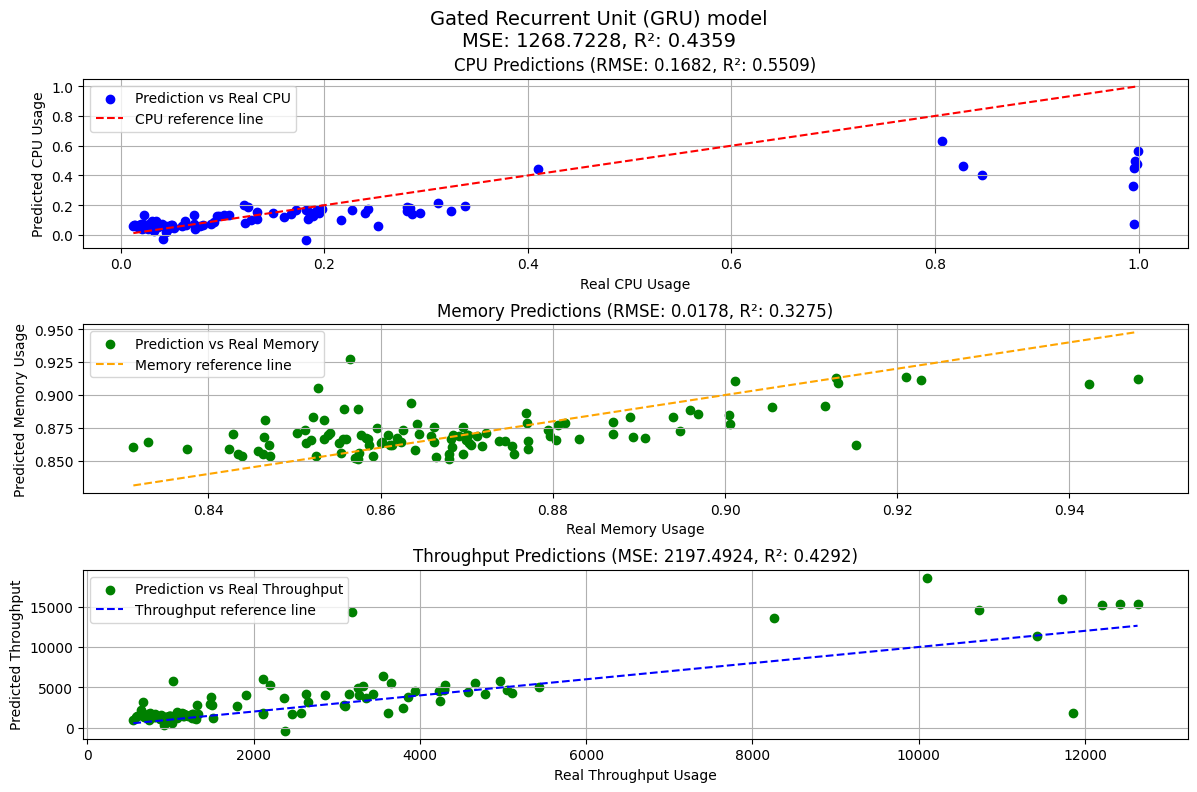 Gated Recurrent Unit (GRU) model
MSE: 1268.7228, R²: 0.4359
CPU Predictions (RMSE: 0.1682, R²: 0.5509)
Predicted CPU Usage
1.0
0.8
0.6
0.4
0.2
0.0
Prediction vs Real CPU
CPU reference line
0.0 0.2 0.4 0.6 0.8 1.0
Real CPU Usage
Memory Predictions (RMSE: 0.0178, R²: 0.3275)
Predicted Memory Usage
0.950
0.925
0.900
0.875
0.850
Prediction vs Real Memory
Memory reference line
0.84 0.86 0.88 0.90 0.92 0.94
Real Memory Usage
Throughput Predictions (MSE: 2197.4924, R²: 0.4292)
Predicted Throughput
15000
10000
5000
0
Prediction vs Real Throughput
Throughput reference line
0 2000 4000 6000 8000 10000 12000
Real Throughput Usage